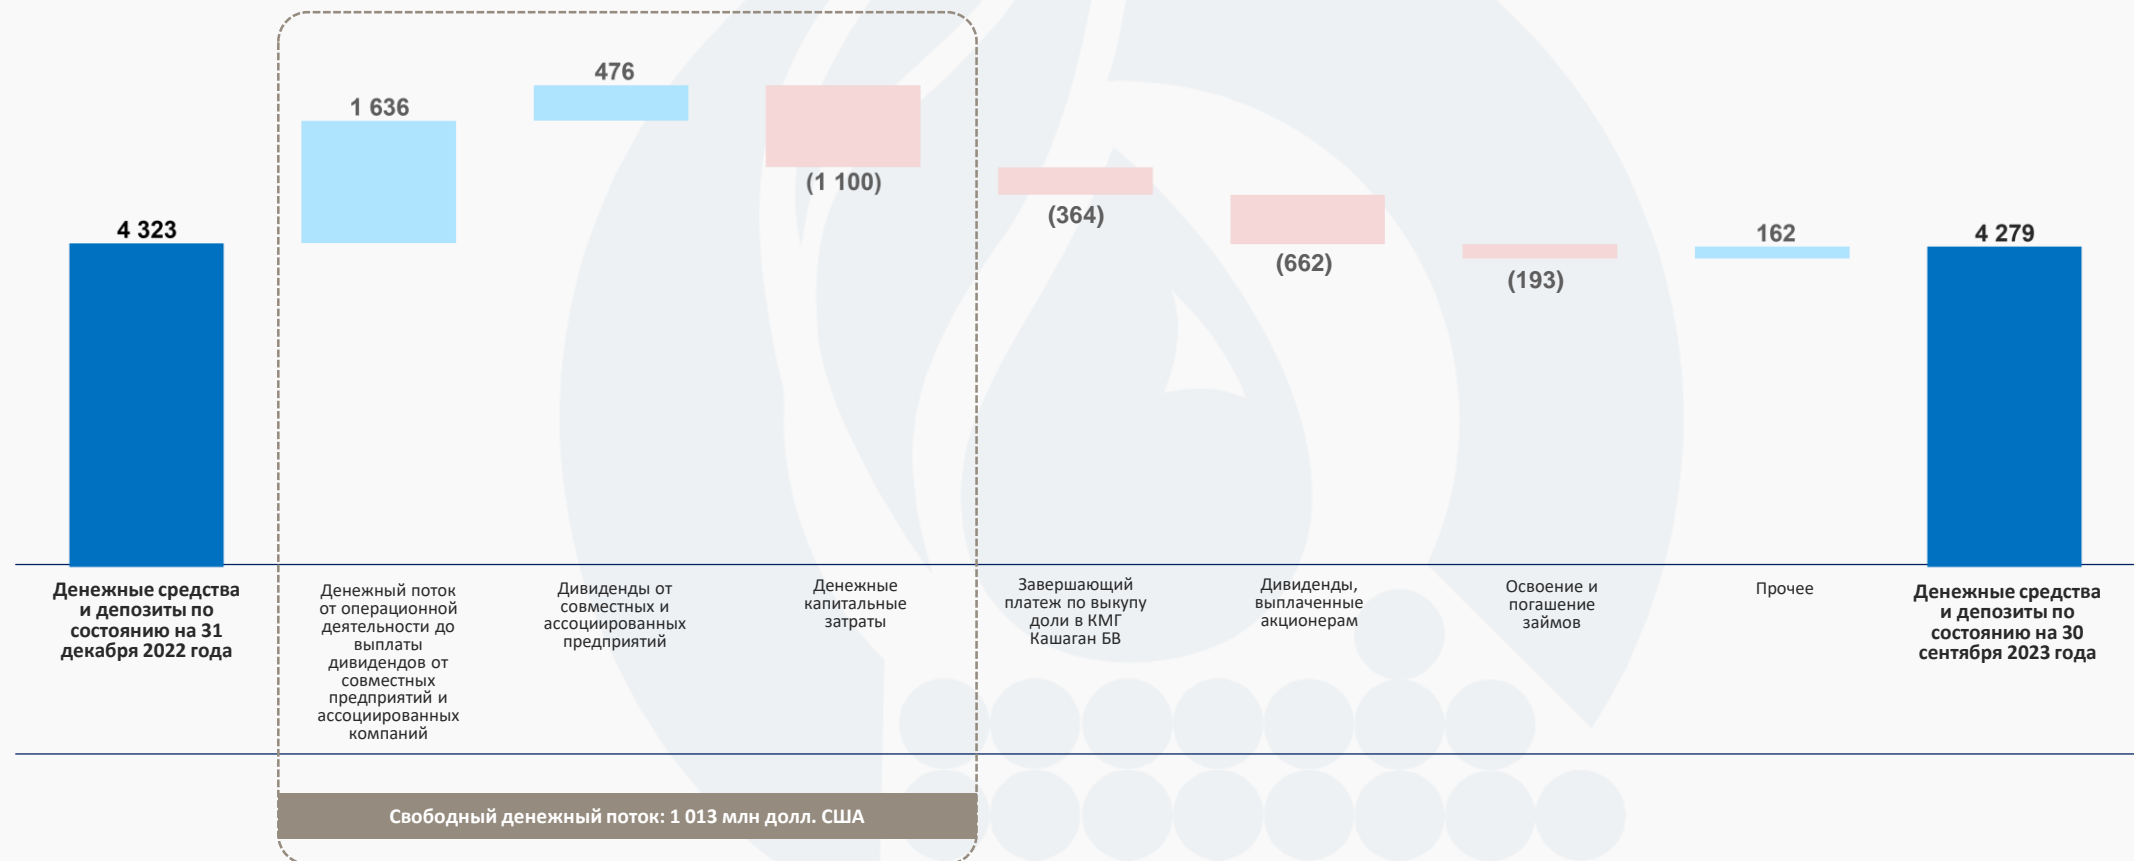 4 323
1 636
476
(1 100)
(364)
(662)
(193)
162
4 279
Денежные средства
и депозиты по
состоянию на 31
декабря 2022 года
Денежный поток
от операционной
деятельности до
выплаты
дивидендов от
совместных
предприятий и
ассоциированных
компаний
Дивиденды от
совместных и
ассоциированных
предприятий
Денежные
капитальные
затраты
Завершающий
платеж по выкупу
доли в КМГ
Кашаган БВ
Дивиденды,
выплаченные
акционерам
Освоение и
погашение
займов
Прочее
Денежные средства
и депозиты по
состоянию на 30
сентября 2023 года
Свободный денежный поток: 1 013 млн долл. США